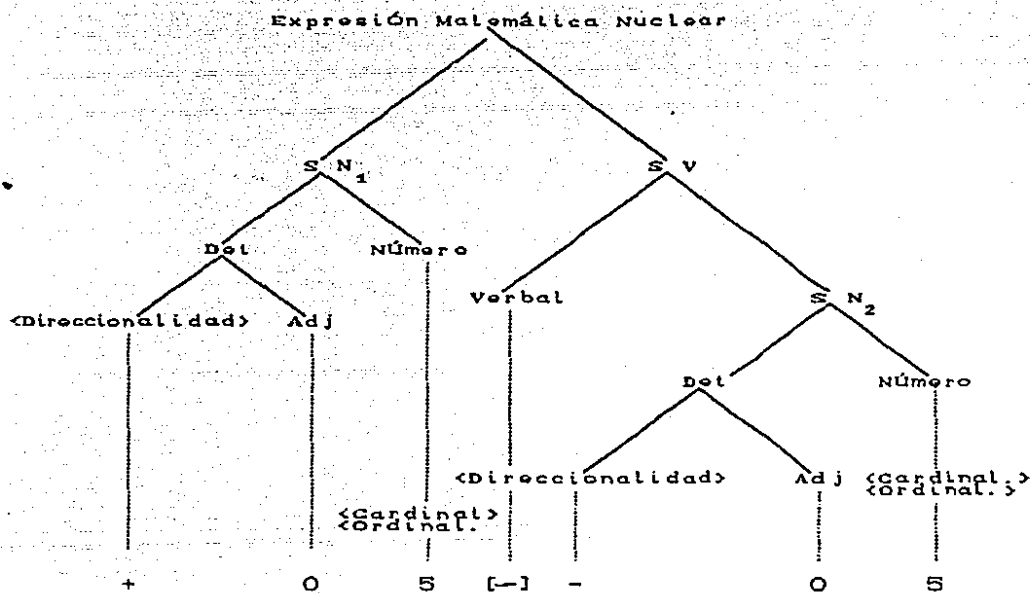 Expresión Matemática Nuclear
S N1 S V
Det Número
Verbal S N2
<Direccionalidad> Adj
Det Número
<Direccionalidad> Adj <Cardinal.>
<Ordinal.>
<Cardinal>
<Ordinal.
+ 0 5 [—] - 0 5